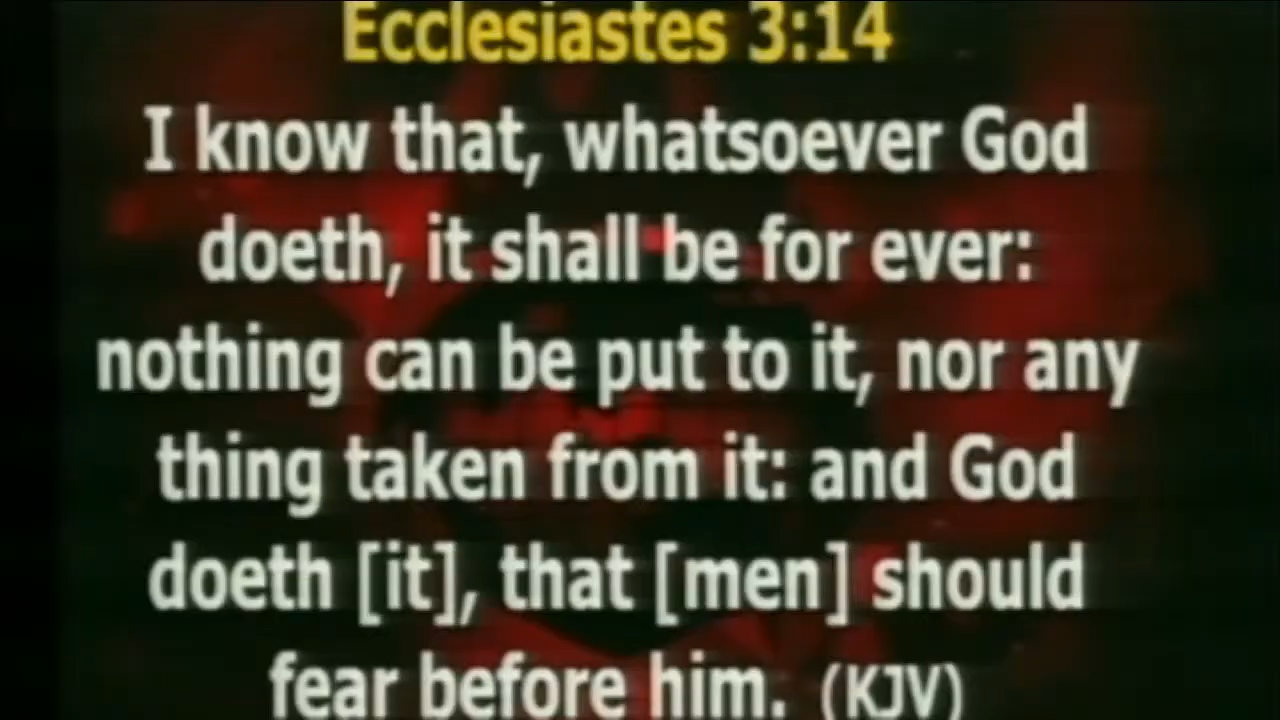 Ecclesiastes 3:14
I know that, whatsoever God
doeth, it shall be for ever:
nothing can be put to it, nor any
thing taken from it: and God
doeth [it], that [men] should
fear before him. (KJV)